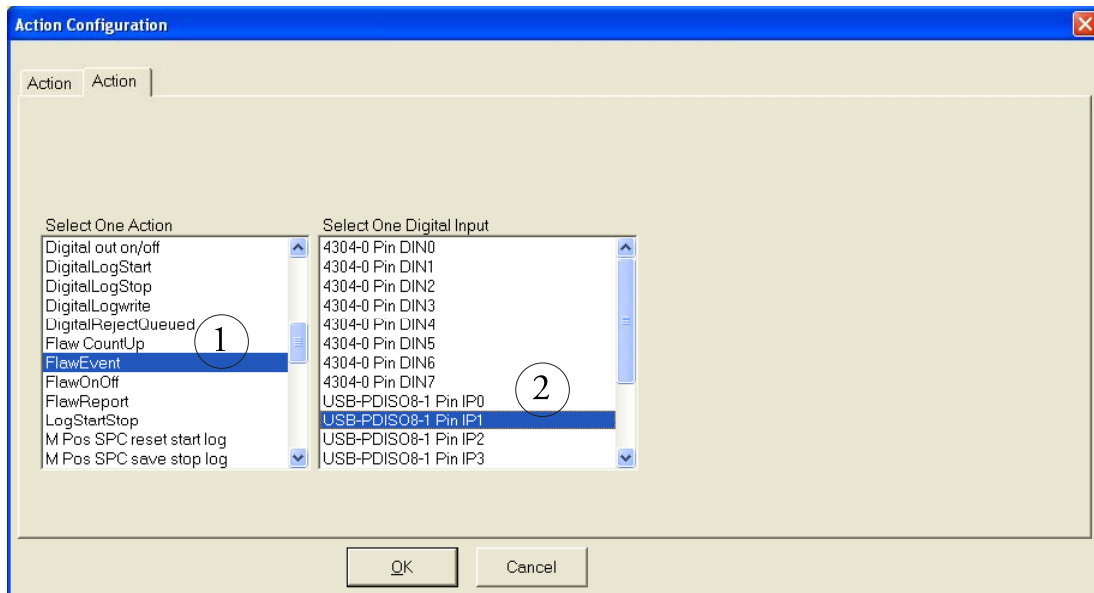 Action Configuration
Action Action
Select One Action
Digital out on/off
DigitalLogStart
DigitalLogStop
DigitalLogwrite
DigitalRejectQueued
Flaw CountUp
FlawEvent
FlawOnOff
FlawReport
LogStartStop
M Pos SPC reset start log
M Pos SPC save stop log
1
Select One Digital Input
4304-0 Pin DIN0
4304-0 Pin DIN1
4304-0 Pin DIN2
4304-0 Pin DIN3
4304-0 Pin DIN4
4304-0 Pin DIN5
4304-0 Pin DIN6
4304-0 Pin DIN7
USB-PDISO8-1 Pin IP0
USB-PDISO8-1 Pin IP1
USB-PDISO8-1 Pin IP2
USB-PDISO8-1 Pin IP3
2
OK Cancel